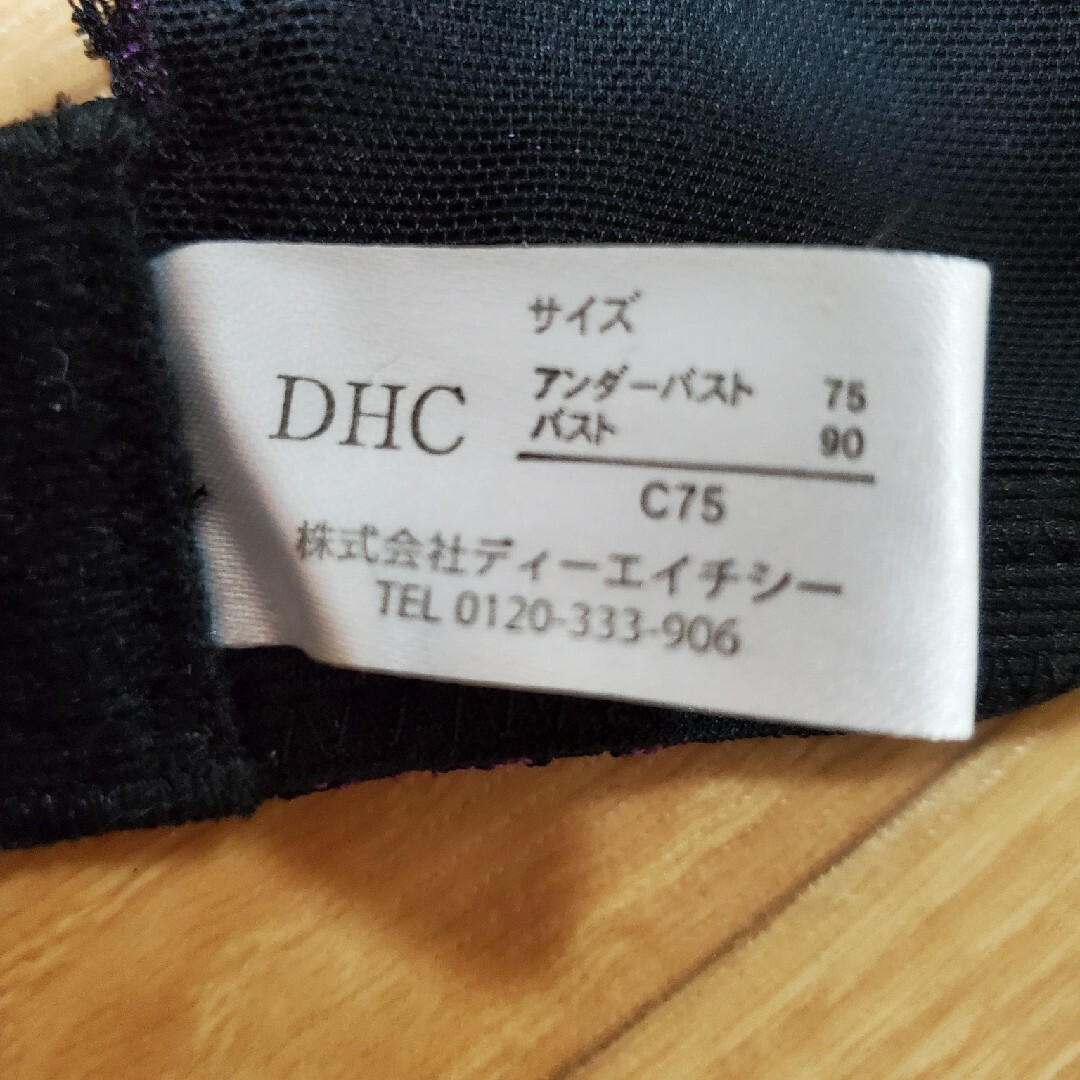 サイズ
DHC
アンダーバスト 75
バスト 90
C75
株式会社ディーエイチシー
TEL 0120-333-906